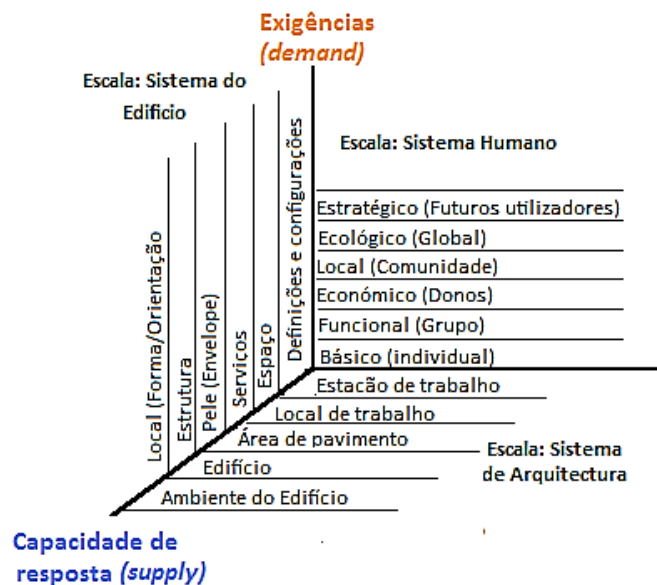 Exigências
(demand)
Escala: Sistema do
Edifício
Escala: Sistema Humano
Local (Forma/Orientação)
Estrutura
Pele (Envelope)
Serviços
Espaço
Definições e configurações
Estratégico (Futuros utilizadores)
Ecológico (Global)
Local (Comunidade)
Económico (Donos)
Funcional (Grupo)
Básico (individual)
Estacão de trabalho
Local de trabalho
Área de pavimento
Edifício
Ambiente do Edifício
Escala: Sistema
de Arquitectura
Capacidade de
resposta (supply)